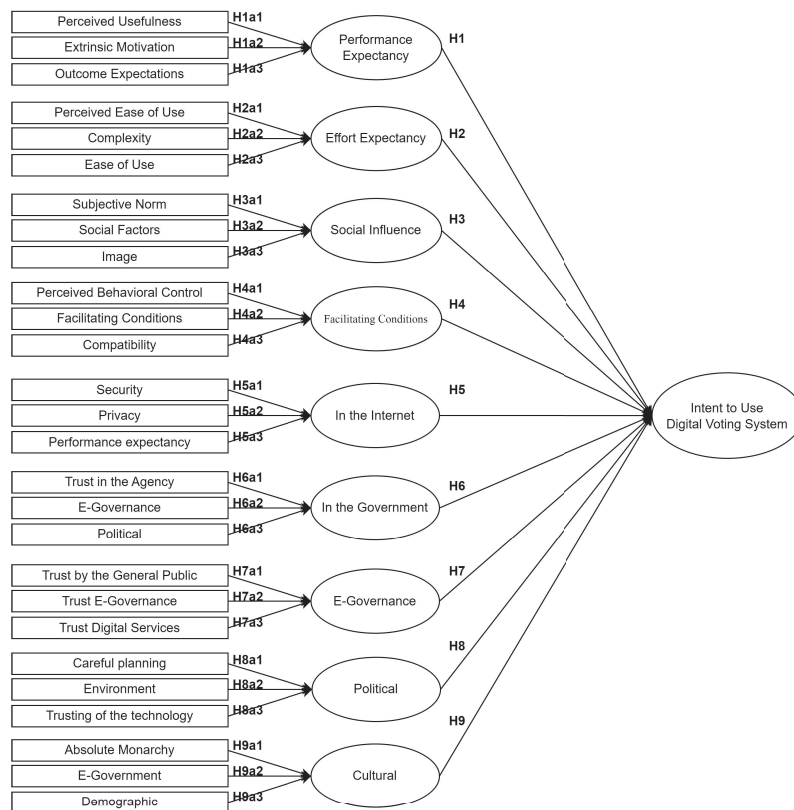 Perceived Usefulness
H1a1
Extrinsic Motivation
H1a2
Outcome Expectations
H1a3
Performance
Expectancy
H1
Perceived Ease of Use
H2a1
Complexity
H2a2
Ease of Use
H2a3
Effort Expectancy
H2
Subjective Norm
H3a1
Social Factors
H3a2
Image
H3a3
Social Influence
H3
Perceived Behavioral Control
H4a1
Facilitating Conditions
H4a2
Compatibility
H4a3
Facilitating Conditions
H4
Security
H5a1
Privacy
H5a2
Performance expectancy
H5a3
In the Internet
H5
Trust in the Agency
H6a1
E-Governance
H6a2
Political
H6a3
In the Government
H6
Trust by the General Public
H7a1
Trust E-Governance
H7a2
Trust Digital Services
H7a3
E-Governance
H7
Careful planning
H8a1
Environment
H8a2
Trusting of the technology
H8a3
Political
H8
Absolute Monarchy
H9a1
E-Government
H9a2
Demographic
H9a3
Cultural
H9
Intent to Use
Digital Voting System